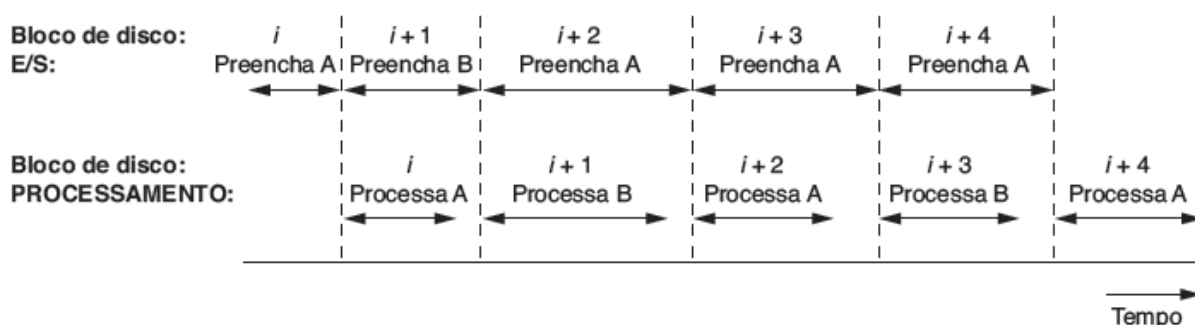 Bloco de disco: i i + 1 i + 2 i + 3 i + 4
E/S: Preencha A Preencha B Preencha A Preencha A Preencha A
Bloco de disco: i i + 1 i + 2 i + 3 i + 4
PROCESSAMENTO: Processa A Processa B Processa A Processa B Processa A
Tempo